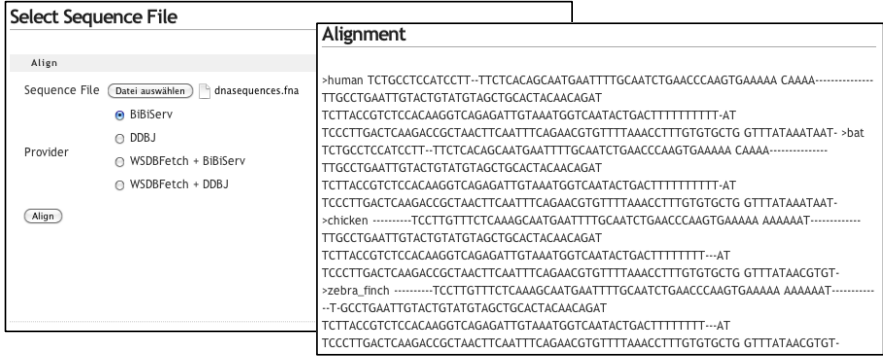 Select Sequence File
Align
Sequence File Datei auswählen dnasequences.fna
Provider
BiBiServ
DDBJ
WSDBFetch + BiBiServ
WSDBFetch + DDBJ
Align
Alignment
>human TCTGCCTCCATCCTT--TTCTCACAGCAATGAATTTTGCAATCTGAACCCAAGTGAAAAA CAAAA---------------
TTGCCTGAATTGTACTGTATGTAGCTGCACTACAACAGAT
TCTTACCGTCTCCACAAGGTCAGAGATTGTAAATGGTCAATACTGACTTTTTTTTTT-AT
TCCCTTGACTCAAGACCGCTAACTTCAATTTCAGAACGTGTTTTAAACCTTTGTGTGCTG GTTTATAAATAAT- >bat
TCTGCCTCCATCCTT--TTCTCACAGCAATGAATTTTGCAATCTGAACCCAAGTGAAAAA CAAAA---------------
TTGCCTGAATTGTACTGTATGTAGCTGCACTACAACAGAT
TCTTACCGTCTCCACAAGGTCAGAGATTGTAAATGGTCAATACTGACTTTTTTTTTT-AT
TCCCTTGACTCAAGACCGCTAACTTCAATTTCAGAACGTGTTTTAAACCTTTGTGTGCTG GTTTATAAATAAT-
>chicken ----------TCCTTGTTTCTCAAAGCAATGAATTTTGCAATCTGAACCCAAGTGAAAAA AAAAAAT-------------
TTGCCTGAATTGTACTGTATGTAGCTGCACTACAACAGAT
TCTTACCGTCTCCACAAGGTCAGAGATTGTAAATGGTCAATACTGACTTTTTTTT---AT
TCCCTTGACTCAAGACCGCTAACTTCAATTTCAGAACGTGTTTTAAACCTTTGTGTGCTG GTTTATAACGTGT-
>zebra_finch ----------TCCTTGTTTCTCAAAGCAATGAATTTTGCAATCTGAACCCAAGTGAAAAA AAAAAAT-----------
--T-GCCTGAATTGTACTGTATGTAGCTGCACTACAACAGAT
TCTTACCGTCTCCACAAGGTCAGAGATTGTAAATGGTCAATACTGACTTTTTTTT---AT
TCCCTTGACTCAAGACCGCTAACTTCAATTTCAGAACGTGTTTTAAACCTTTGTGTGCTG GTTTATAACGTGT-